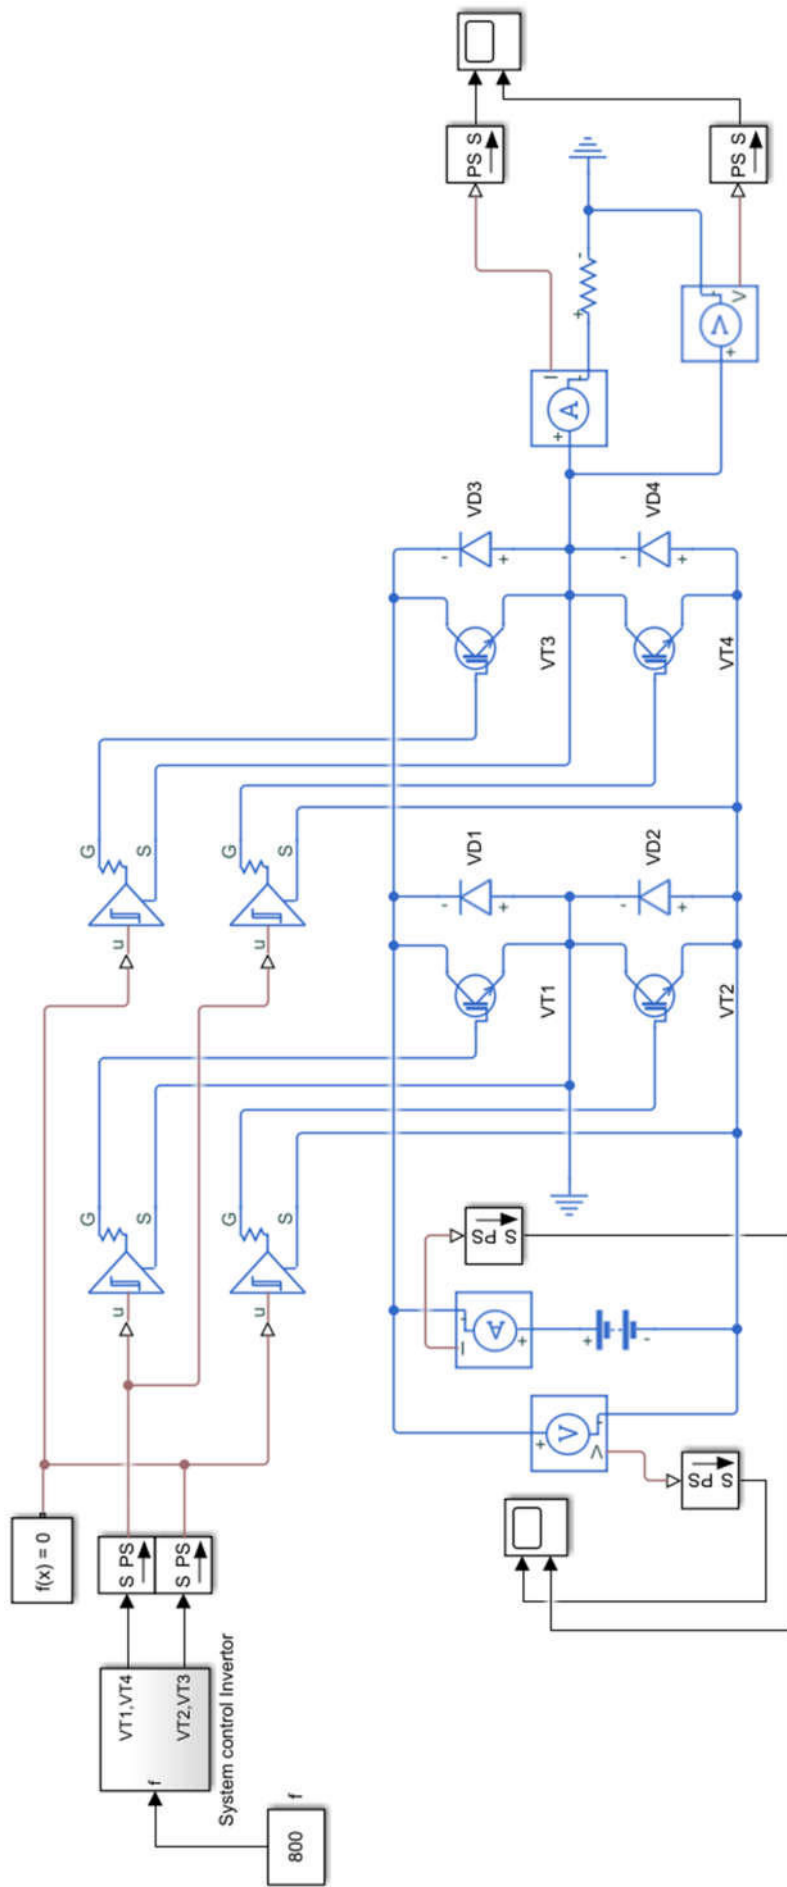 f(x) = 0
800
f
f
VT1,VT4
VT2,VT3
System control Invertor
S PS
S PS
u
G
S
u
G
S
u
G
S
u
G
S
V
+
-
V
PS S
A
+
-
I
PS S
+
-
VT1
-
+
VD1
VT2
-
+
VD2
VT3
-
+
VD3
VT4
-
+
VD4
A
+
-
I
+
-
V
+
-
V
PS S
PS S